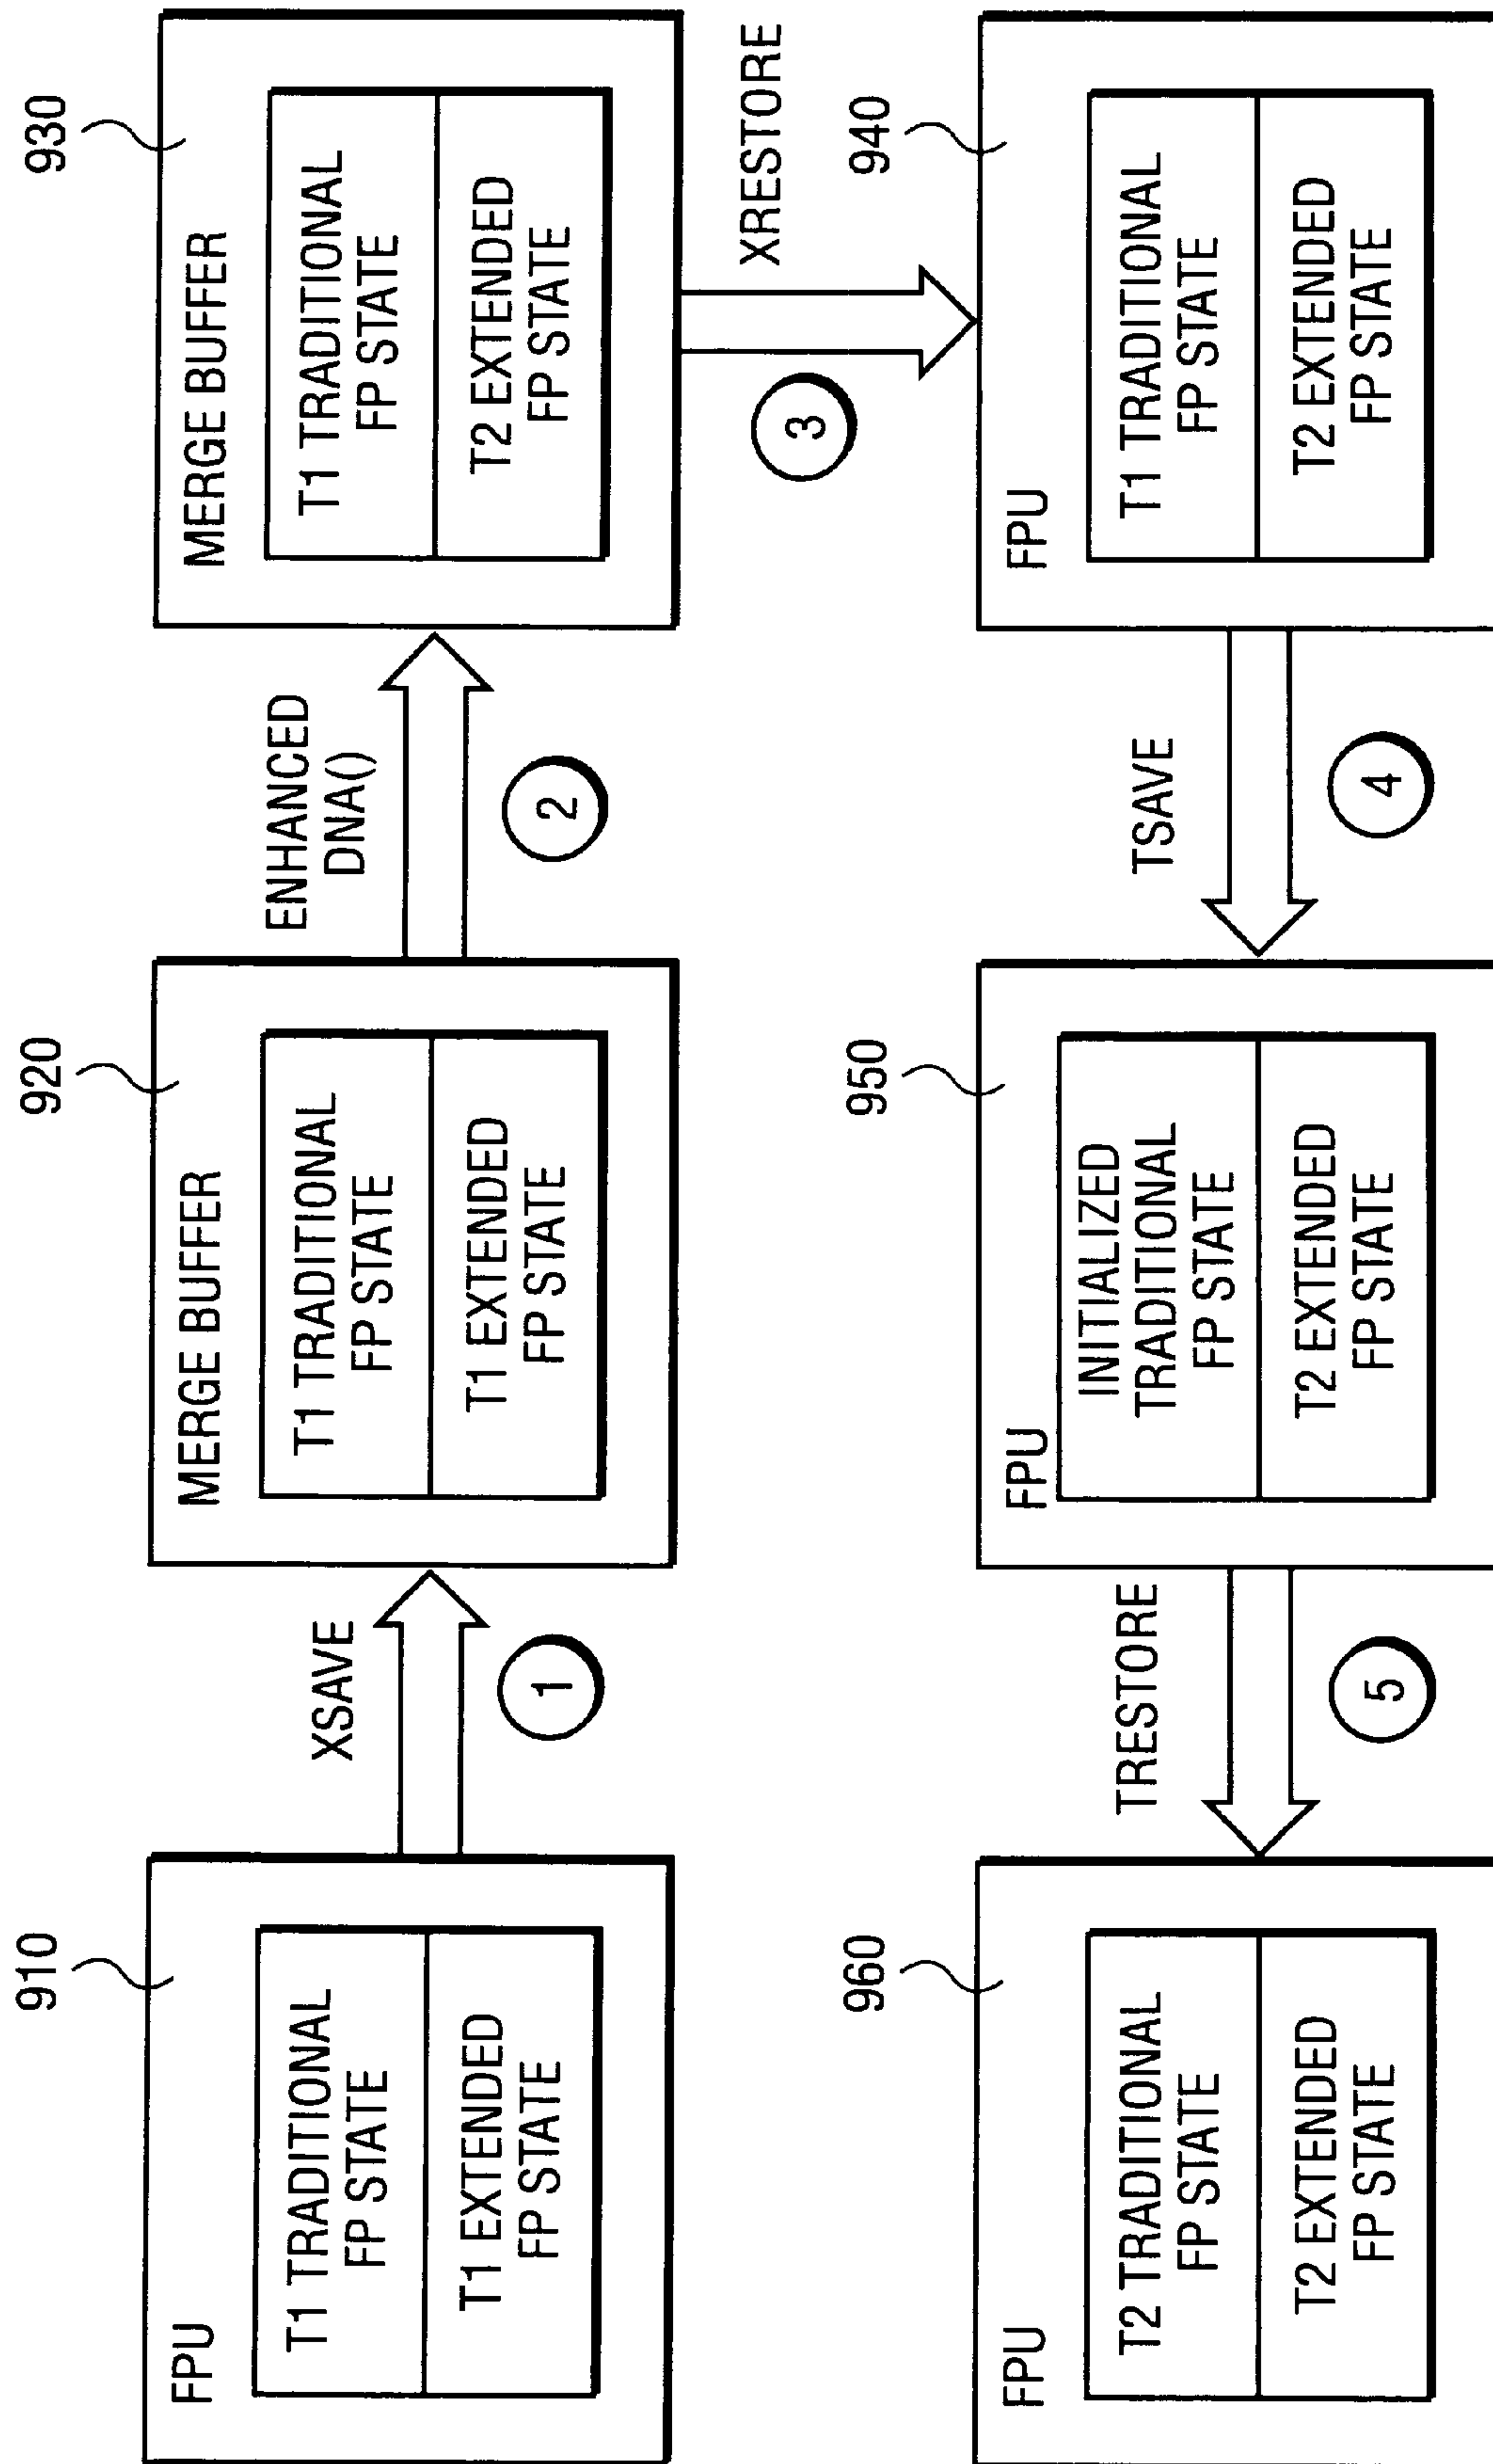 910
FPU
T1 TRADITIONAL
FP STATE
T1 EXTENDED
FP STATE
XSAVE
1
920
MERGE BUFFER
T1 TRADITIONAL
FP STATE
T1 EXTENDED
FP STATE
ENHANCED
DNA()
2
930
MERGE BUFFER
T1 TRADITIONAL
FP STATE
T2 EXTENDED
FP STATE
3
XRESTORE
940
FPU
T1 TRADITIONAL
FP STATE
T2 EXTENDED
FP STATE
TSAVE
4
950
FPU
INITIALIZED
TRADITIONAL
FP STATE
T2 EXTENDED
FP STATE
TRESTORE
5
960
FPU
T2 TRADITIONAL
FP STATE
T2 EXTENDED
FP STATE